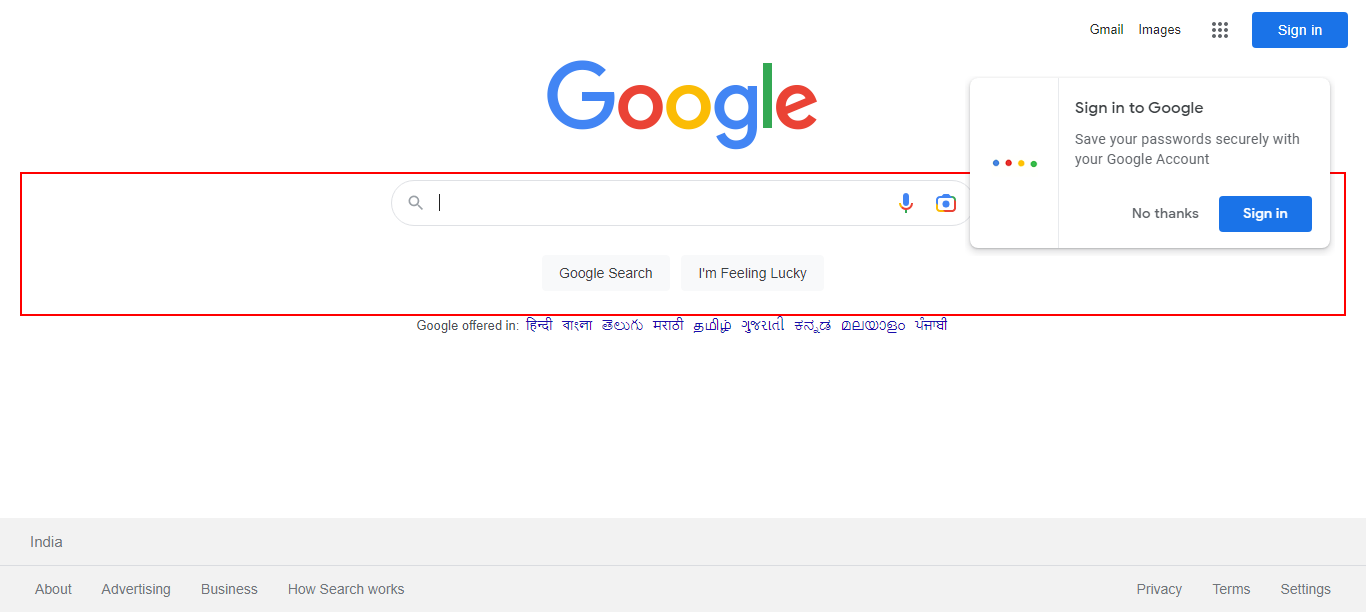 Gmail Images Sign in
Google
Sign in to Google
Save your passwords securely with
your Google Account
No thanks Sign in
Google Search I'm Feeling Lucky
Google offered in: हिन्दी বাংলা తెలుగు मराठी தமிழ் ગુજરાતી ಕನ್ನಡ മലയാളം ਪੰਜਾਬੀ
India
About Advertising Business How Search works Privacy Terms Settings